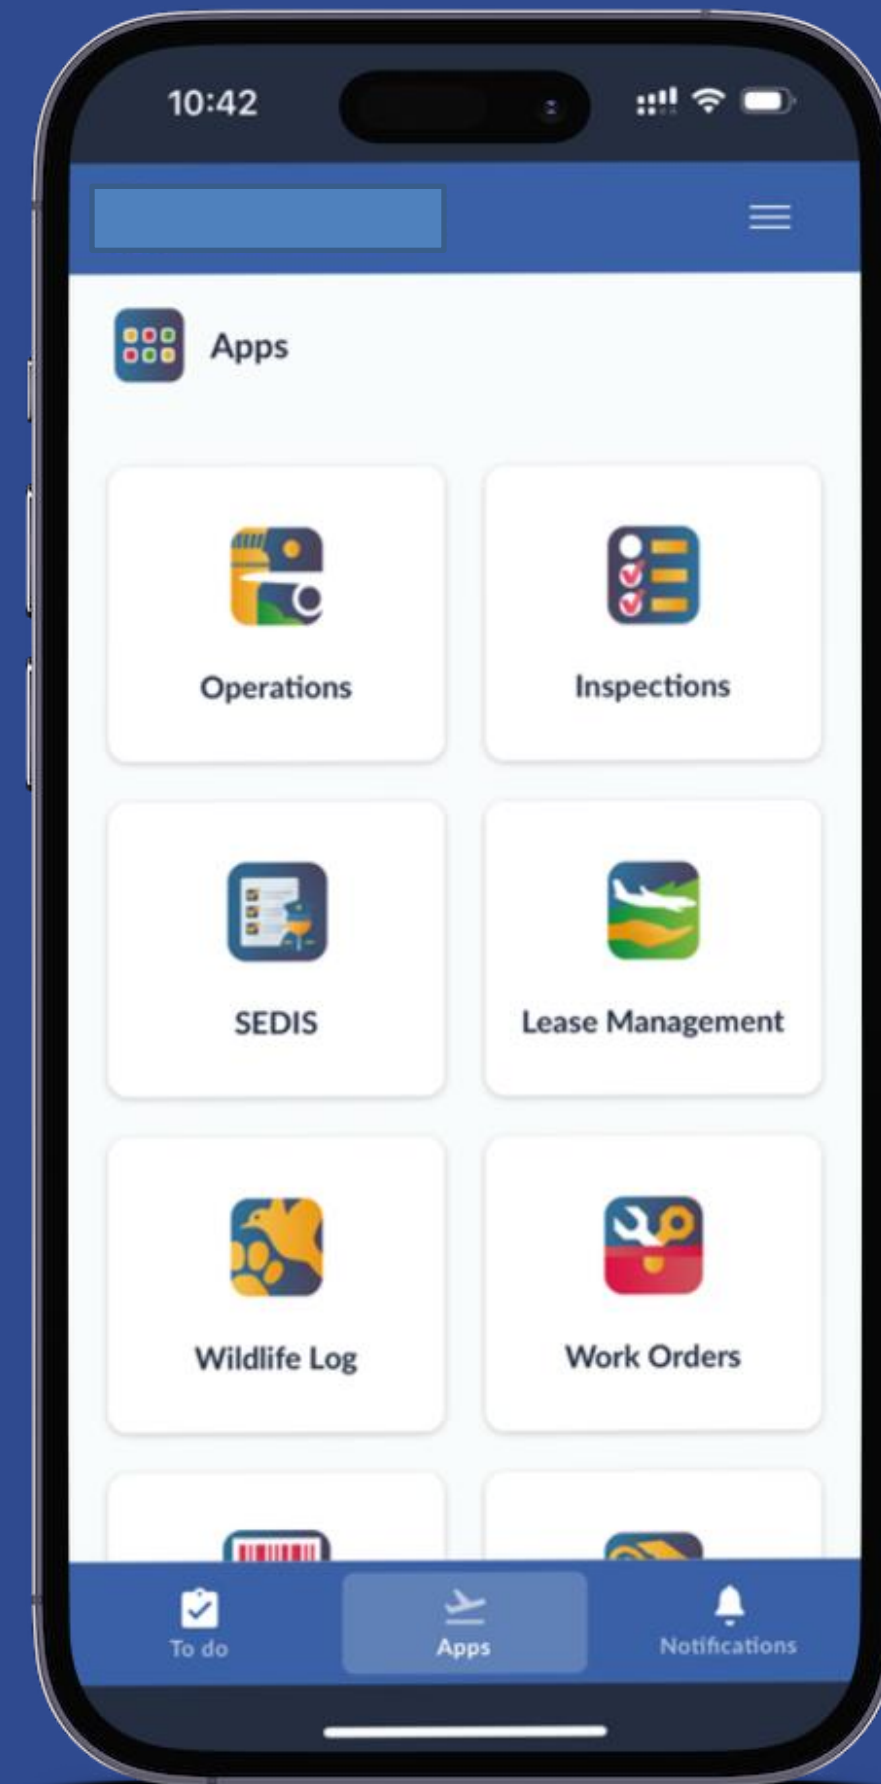 10:42
Apps
Operations
Inspections
SEDIS
Lease Management
Wildlife Log
Work Orders
To do
Apps
Notifications